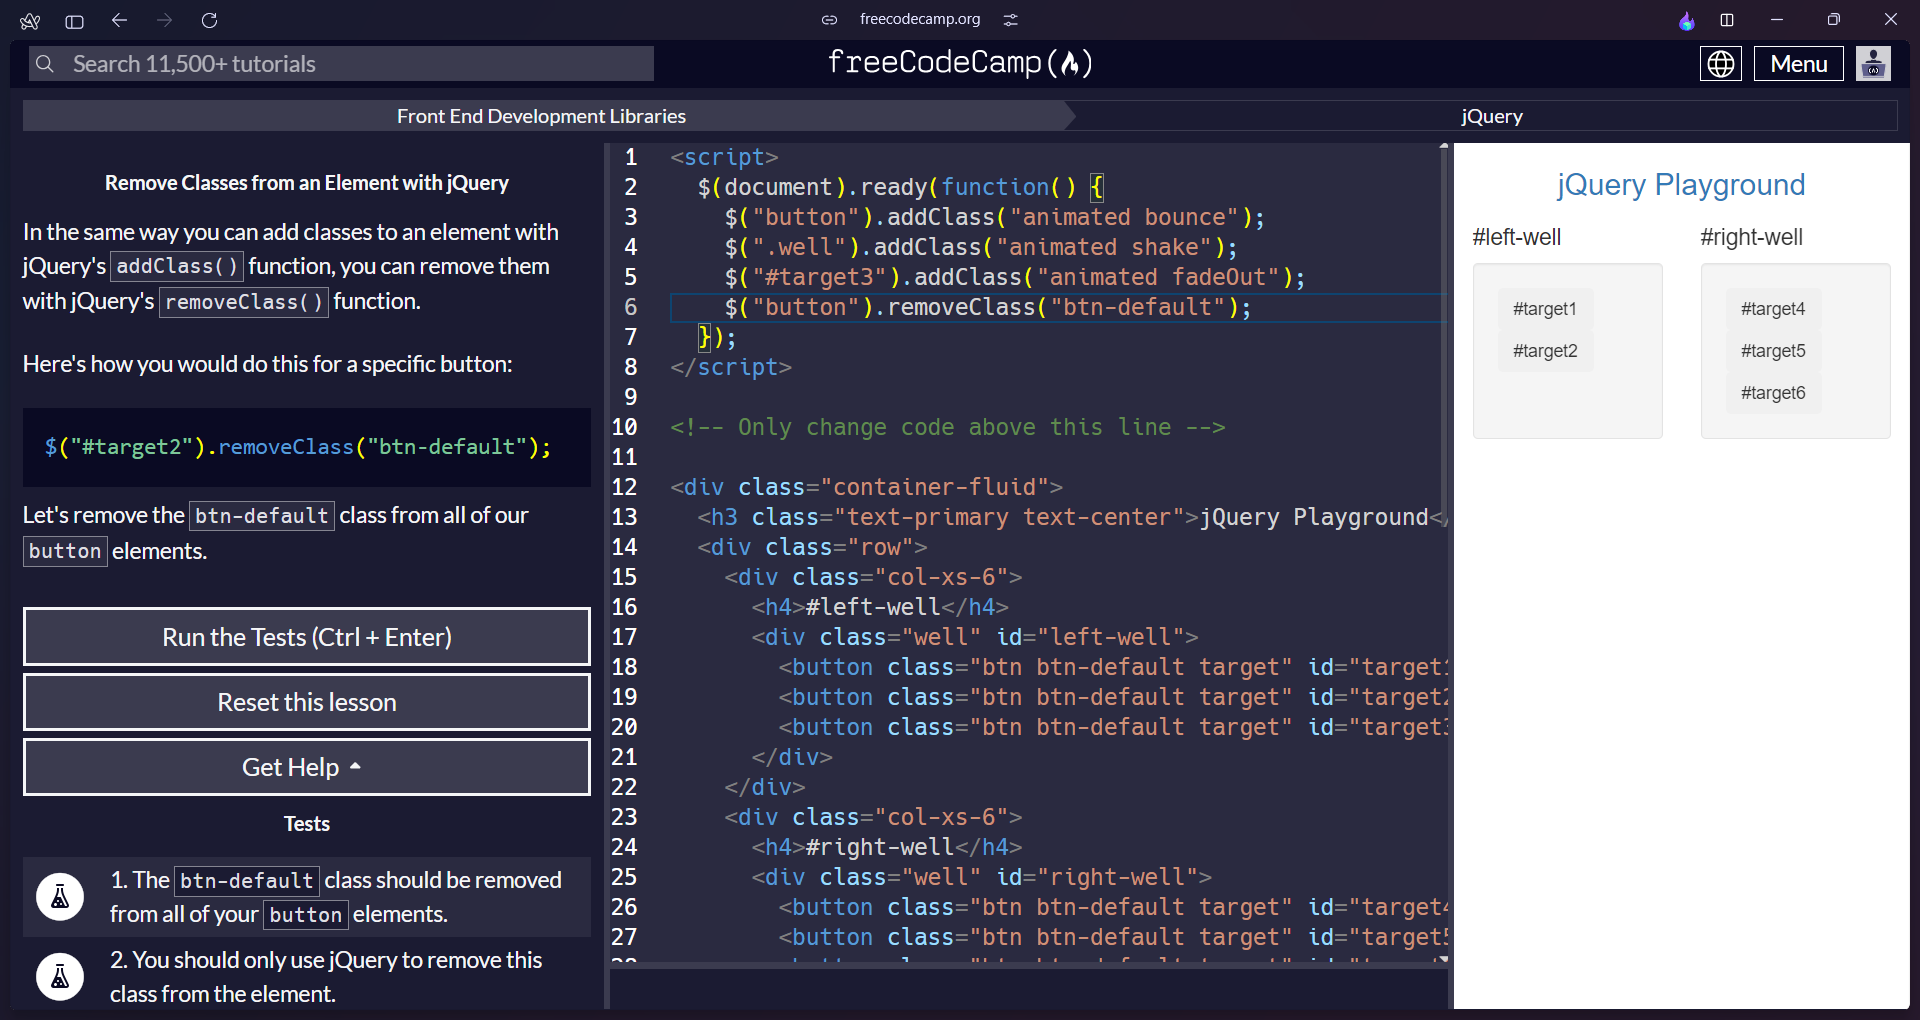 freecodecamp.org
Search 11,500+ tutorials
freeCodeCamp(🔥)
Menu
Front End Development Libraries
jQuery
Remove Classes from an Element with jQuery
In the same way you can add classes to an element with
jQuery's addClass() function, you can remove them
with jQuery's removeClass() function.
Here's how you would do this for a specific button:
$("#target2").removeClass("btn-default");
Let's remove the btn-default class from all of our
button elements.
Run the Tests (Ctrl + Enter)
Reset this lesson
Get Help
Tests
1. The btn-default class should be removed
from all of your button elements.
2. You should only use jQuery to remove this
class from the element.
1 <script>
2 $(document).ready(function() {
3 $("button").addClass("animated bounce");
4 $(".well").addClass("animated shake");
5 $("#target3").addClass("animated fadeOut");
6 $("button").removeClass("btn-default");
7 });
8 </script>
9
10 <!-- Only change code above this line -->
11
12 <div class="container-fluid">
13 <h3 class="text-primary text-center">jQuery Playground</
14 <div class="row">
15 <div class="col-xs-6">
16 <h4>#left-well</h4>
17 <div class="well" id="left-well">
18 <button class="btn btn-default target" id="target1
19 <button class="btn btn-default target" id="target2
20 <button class="btn btn-default target" id="target3
21 </div>
22 </div>
23 <div class="col-xs-6">
24 <h4>#right-well</h4>
25 <div class="well" id="right-well">
26 <button class="btn btn-default target" id="target4
27 <button class="btn btn-default target" id="target5
jQuery Playground
#left-well
#target1
#target2
#right-well
#target4
#target5
#target6